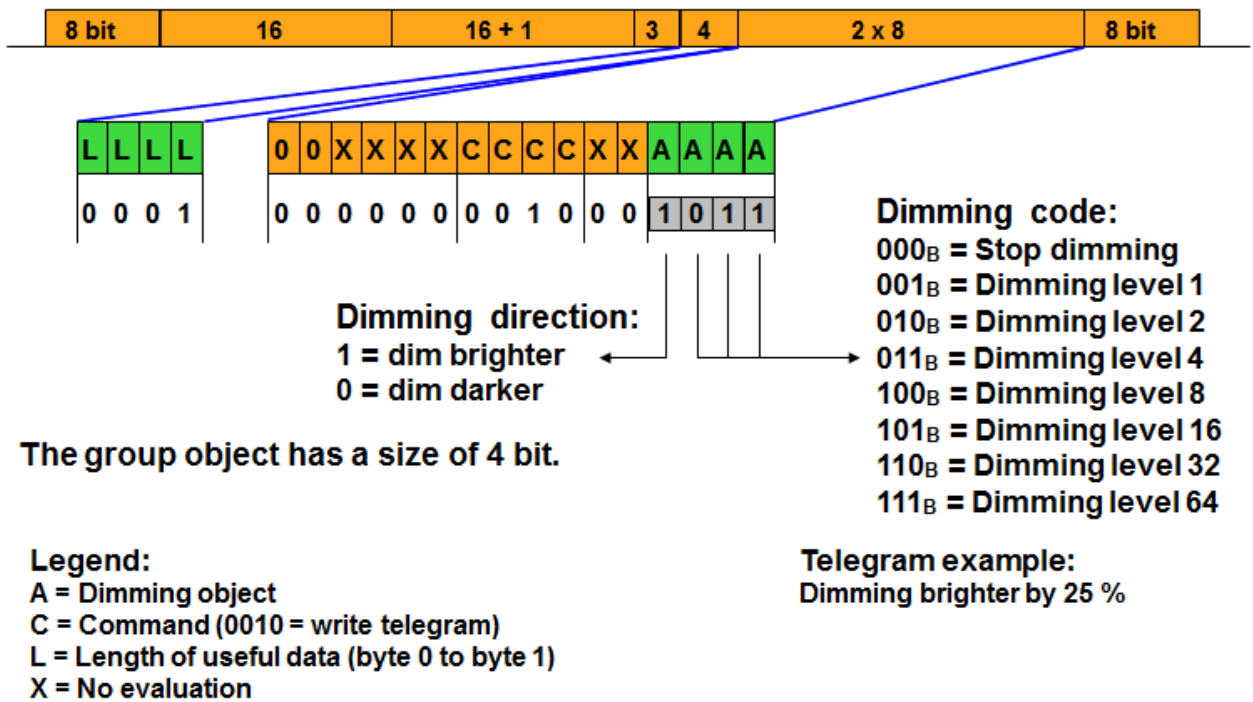 8 bit 16 16 + 1 3 4 2 x 8 8 bit
L L L L 0 0 X X X X C C C C X X A A A A
0 0 0 1 0 0 0 0 0 0 0 0 1 0 0 0 1 0 1 1
Dimming direction:
1 = dim brighter
0 = dim darker
Dimming code:
000B = Stop dimming
001B = Dimming level 1
010B = Dimming level 2
011B = Dimming level 4
100B = Dimming level 8
101B = Dimming level 16
110B = Dimming level 32
111B = Dimming level 64
The group object has a size of 4 bit.
Legend:
A = Dimming object
C = Command (0010 = write telegram)
L = Length of useful data (byte 0 to byte 1)
X = No evaluation
Telegram example:
Dimming brighter by 25 %